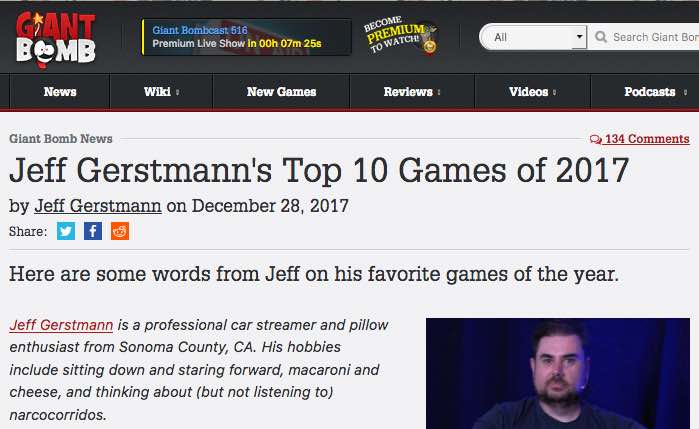 GIANT BOMB
Giant Bombcast 516
Premium Live Show in 00h 07m 25s
BECOME
PREMIUM
TO WATCH!
All
Search Giant Bom
News
Wiki
New Games
Reviews
Videos
Podcasts
Giant Bomb News
134 Comments
Jeff Gerstmann's Top 10 Games of 2017
by Jeff Gerstmann on December 28, 2017
Share:
Here are some words from Jeff on his favorite games of the year.
Jeff Gerstmann is a professional car streamer and pillow
enthusiast from Sonoma County, CA. His hobbies
include sitting down and staring forward, macaroni and
cheese, and thinking about (but not listening to)
narcocorridos.